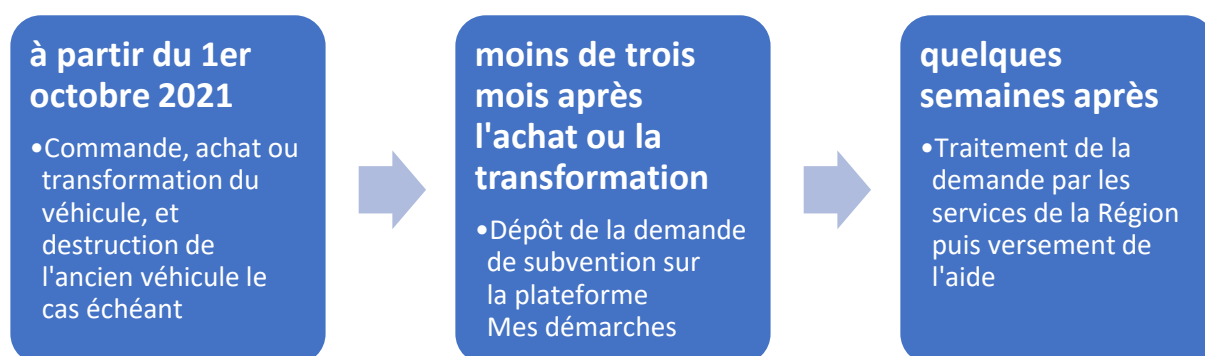 à partir du 1er
octobre 2021
•Commande, achat ou
transformation du
véhicule, et
destruction de
l'ancien véhicule le
cas échéant
moins de trois
mois après
l'achat ou la
transformation
•Dépôt de la demande
de subvention sur
la plateforme
Mes démarches
quelques
semaines après
•Traitement de la
demande par les
services de la Région
puis versement de
l'aide